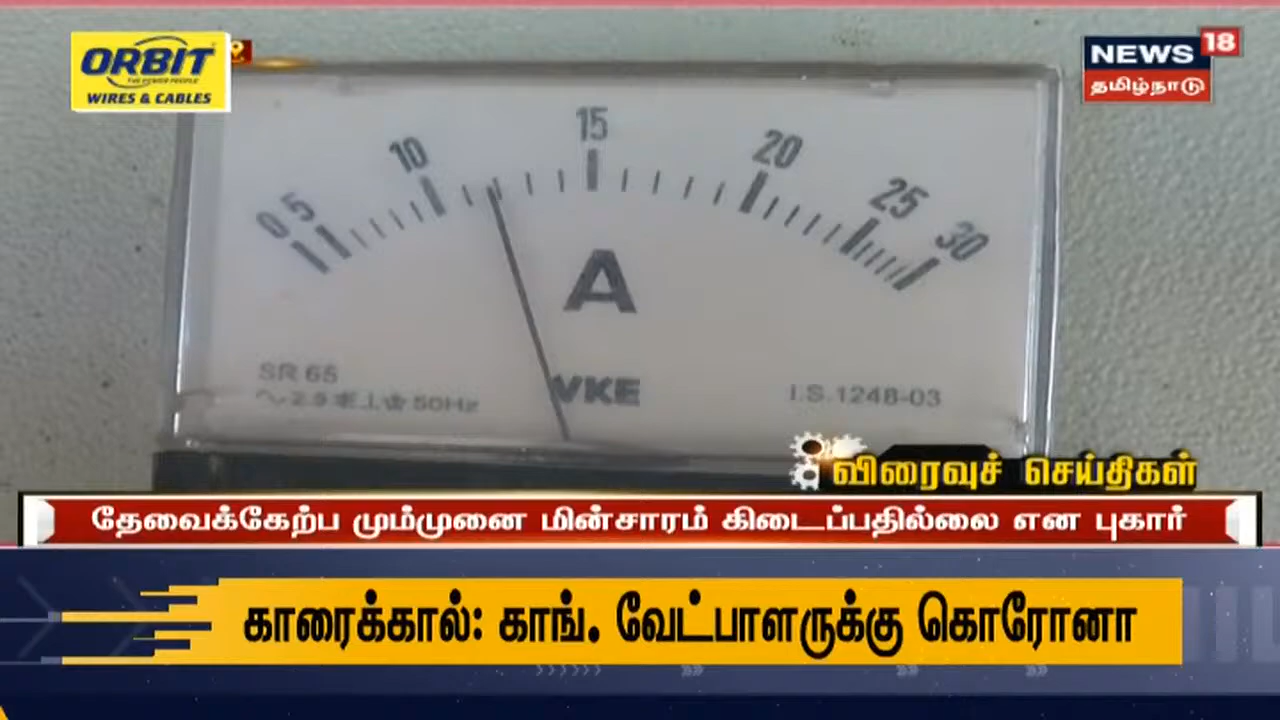 ORBIT
THE POWER PEOPLE
WIRES & CABLES
NEWS 18
தமிழ்நாடு
0 5 10 15 20 25 30
A
SR 65
VKE
50Hz
I.S.1248-03
விரைவுச் செய்திகள்
தேவைக்கேற்ப மும்முனை மின்சாரம் கிடைப்பதில்லை என புகார்
காரைக்கால்: காங். வேட்பாளருக்கு கொரோனா